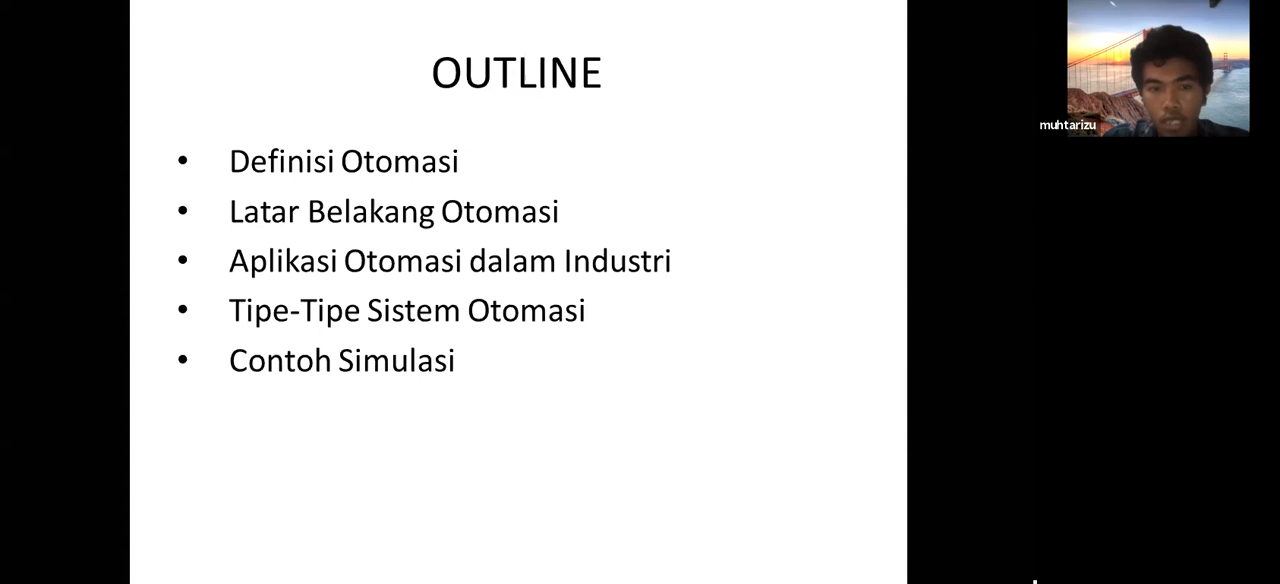 OUTLINE
• Definisi Otomasi
• Latar Belakang Otomasi
• Aplikasi Otomasi dalam Industri
• Tipe-Tipe Sistem Otomasi
• Contoh Simulasi
muhtarizu